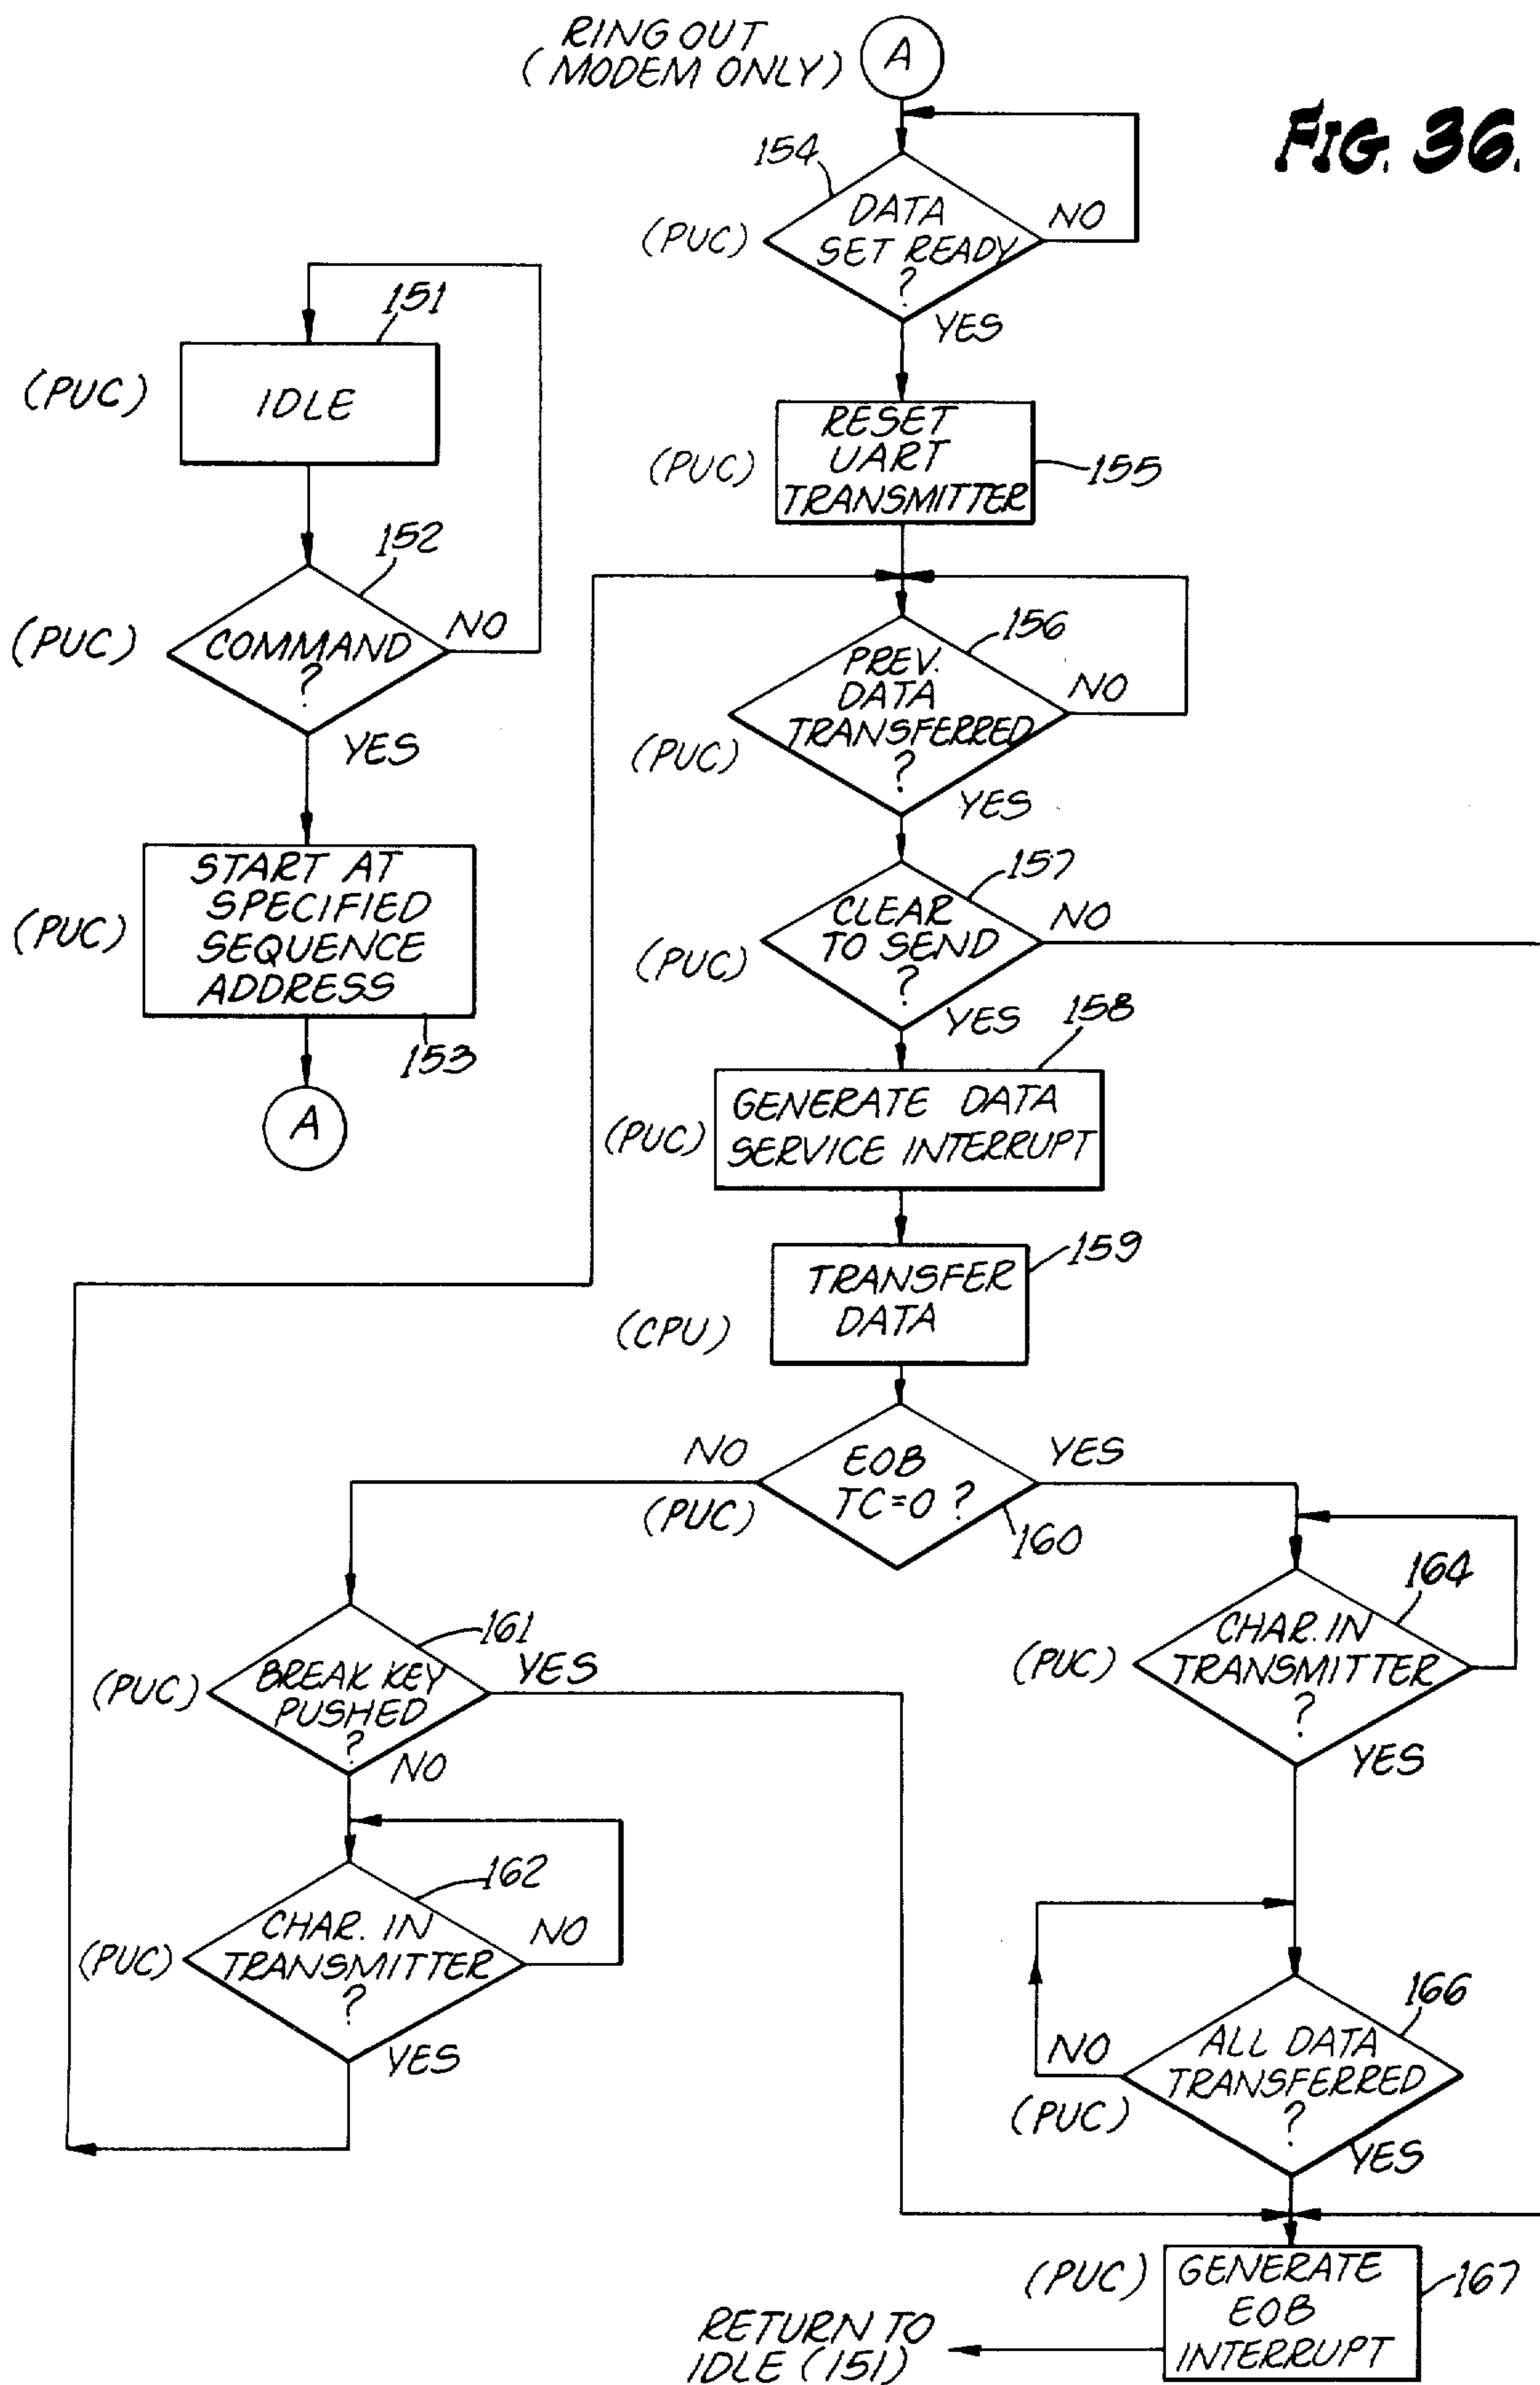 RING OUT
(MODEM ONLY)
A
FIG. 36.
154
(PUC)
DATA
SET READY
?
NO
YES
151
(PUC)
IDLE
RESET
UART
TRANSMITTER
(PUC)
155
152
(PUC)
COMMAND
?
NO
YES
156
PREV.
DATA
TRANSFERRED
?
(PUC)
NO
YES
START AT
SPECIFIED
SEQUENCE
ADDRESS
(PUC)
153
A
157
CLEAR
TO SEND
?
(PUC)
NO
YES
158
GENERATE DATA
SERVICE INTERRUPT
(PUC)
159
TRANSFER
DATA
(CPU)
NO
EOB
TC=0 ?
YES
(PUC)
160
161
(PUC)
BREAK KEY
PUSHED
?
YES
NO
164
(PUC)
CHAR. IN
TRANSMITTER
?
YES
162
(PUC)
CHAR. IN
TRANSMITTER
?
NO
YES
166
NO
ALL DATA
TRANSFERRED
?
(PUC)
YES
(PUC)
GENERATE
EOB
INTERRUPT
167
RETURN TO
IDLE (151)